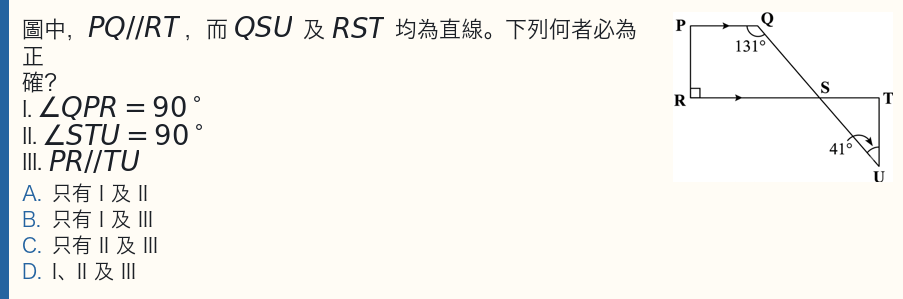 圖中，PQ//RT，而 QSU 及 RST 均為直線。下列何者必為
正
確?
I. ∠QPR = 90°
II. ∠STU = 90°
III. PR//TU
A. 只有 I 及 II
B. 只有 I 及 III
C. 只有 II 及 III
D. I、II 及 III
P
Q
131°
R
S
T
41°
U